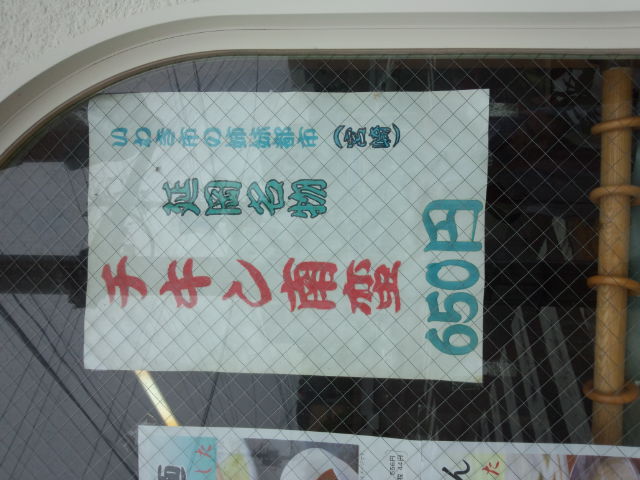 いわき市の姉妹都市(宮崎)
延岡名物
チキン南蛮
650円